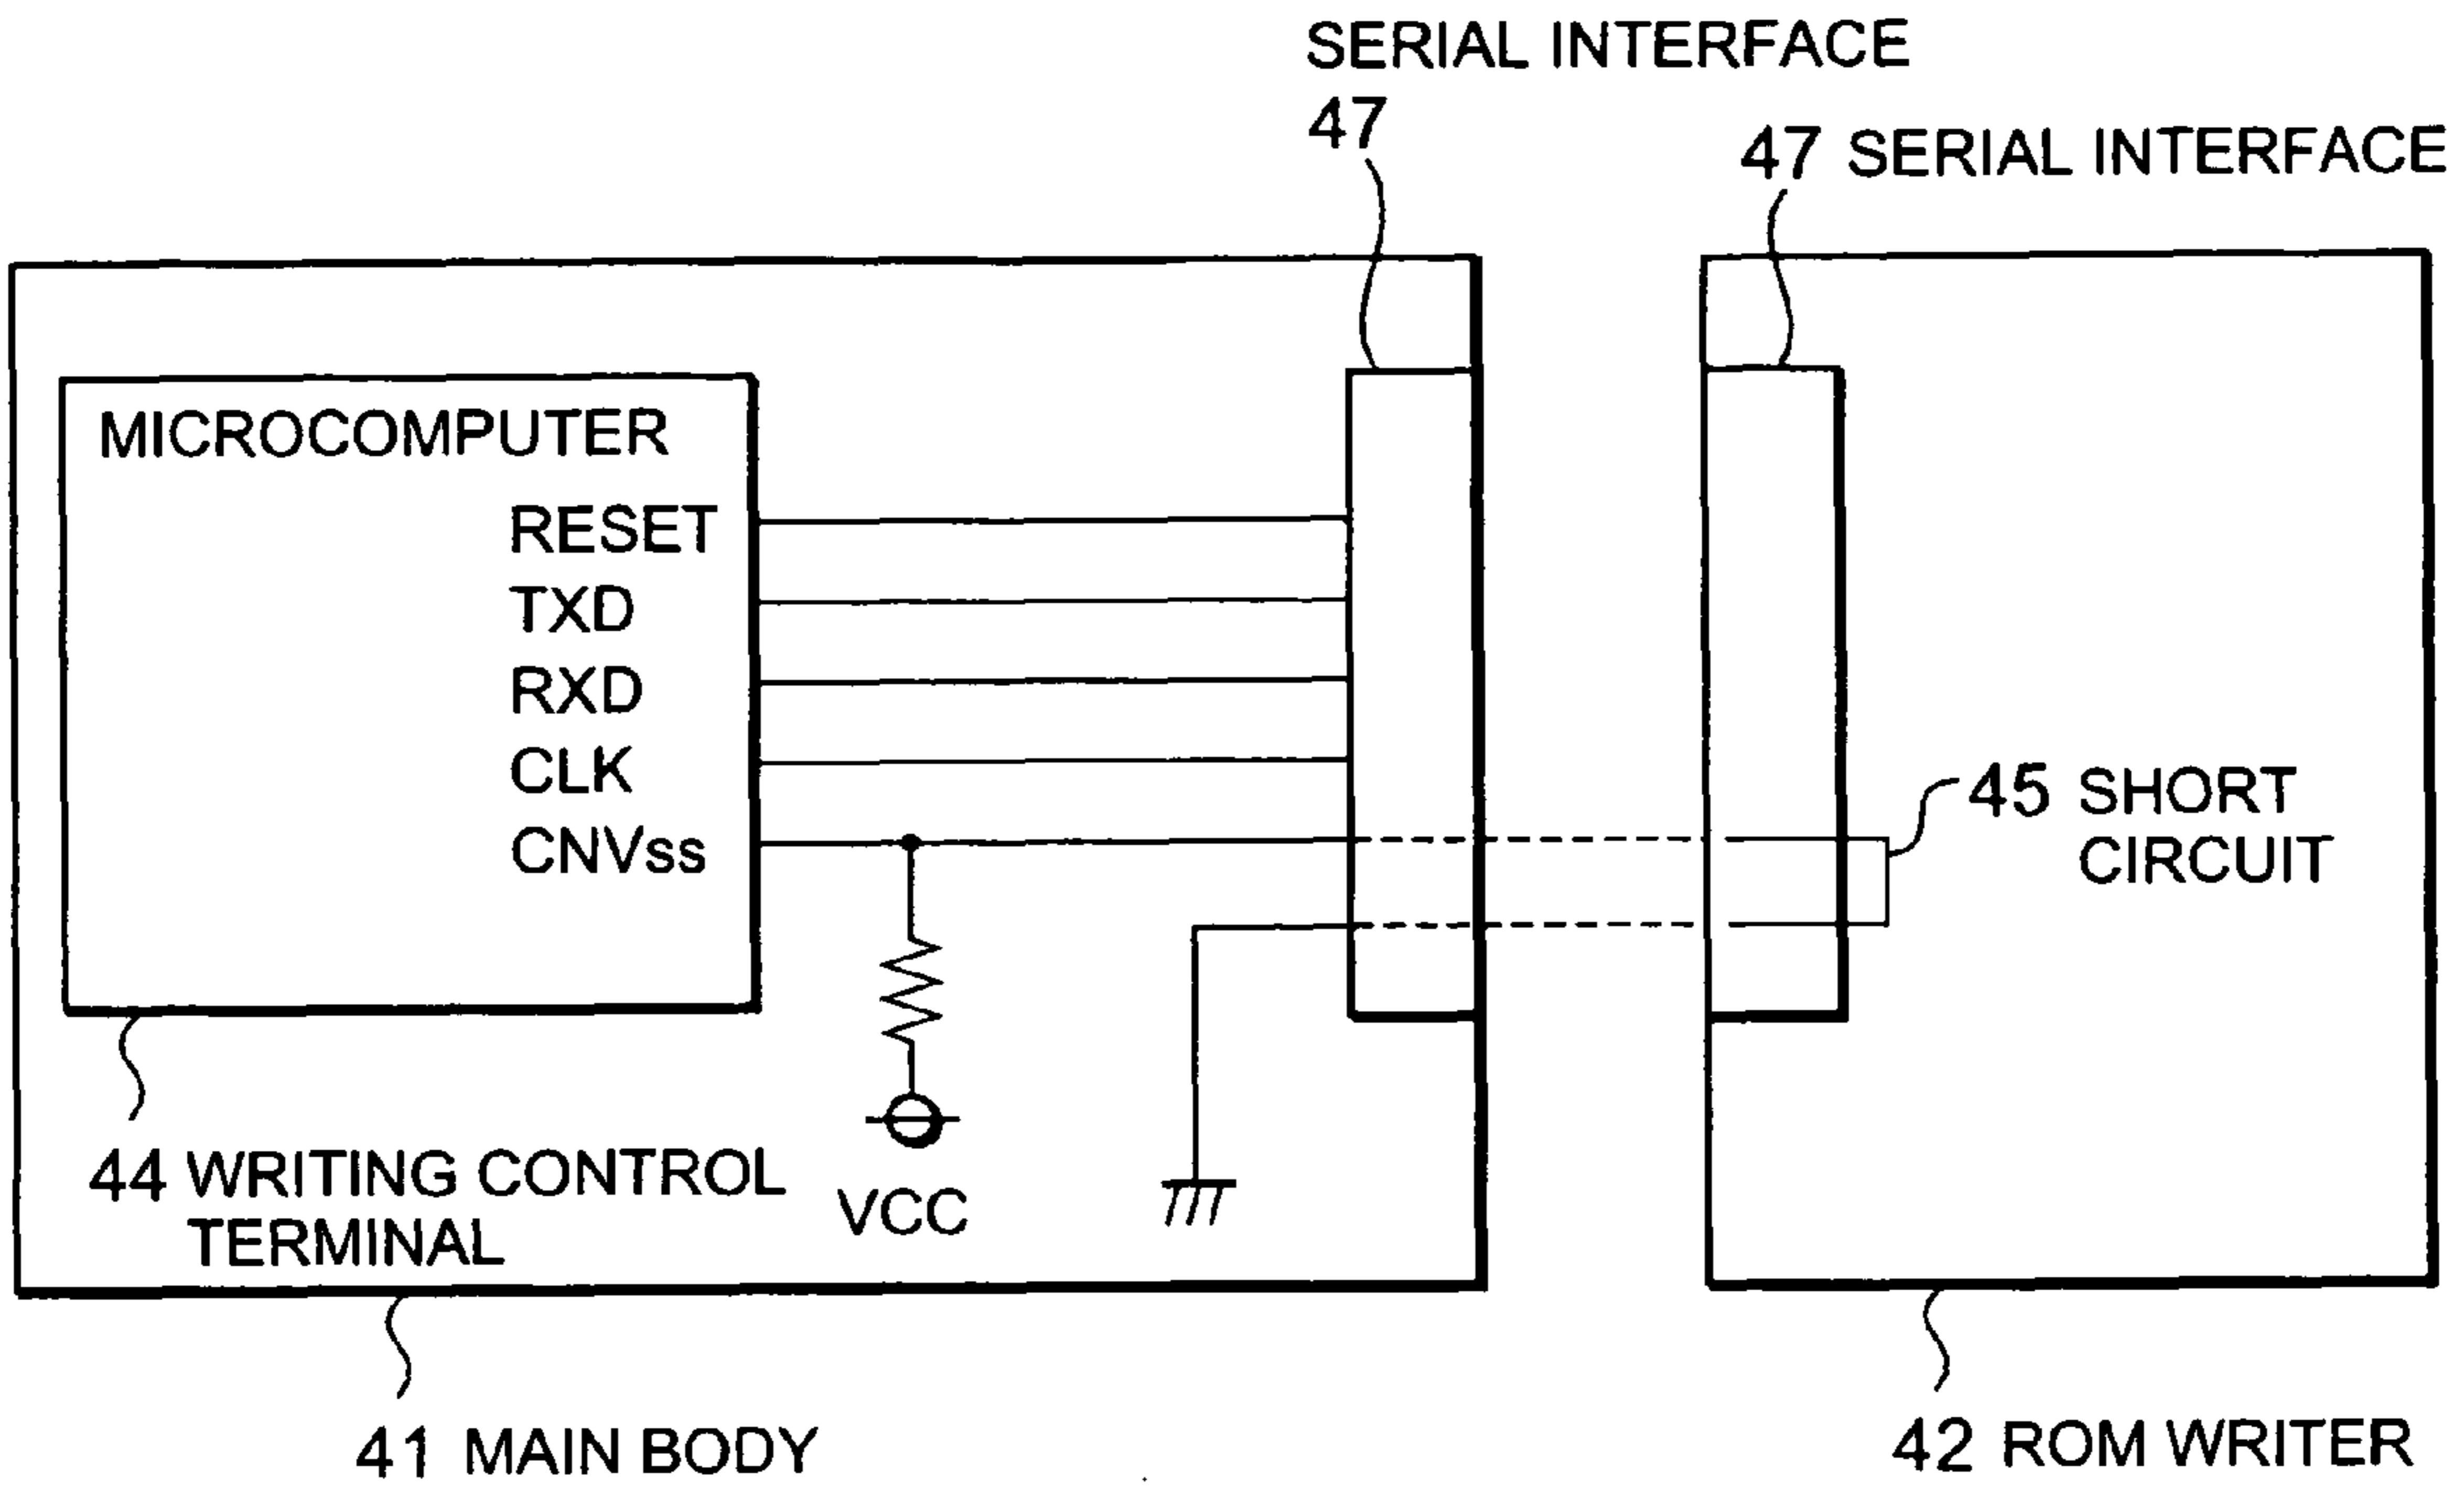 SERIAL INTERFACE
47
47 SERIAL INTERFACE
MICROCOMPUTER
RESET
TXD
RXD
CLK
CNVss
45 SHORT
CIRCUIT
44 WRITING CONTROL
TERMINAL
VCC
41 MAIN BODY
42 ROM WRITER